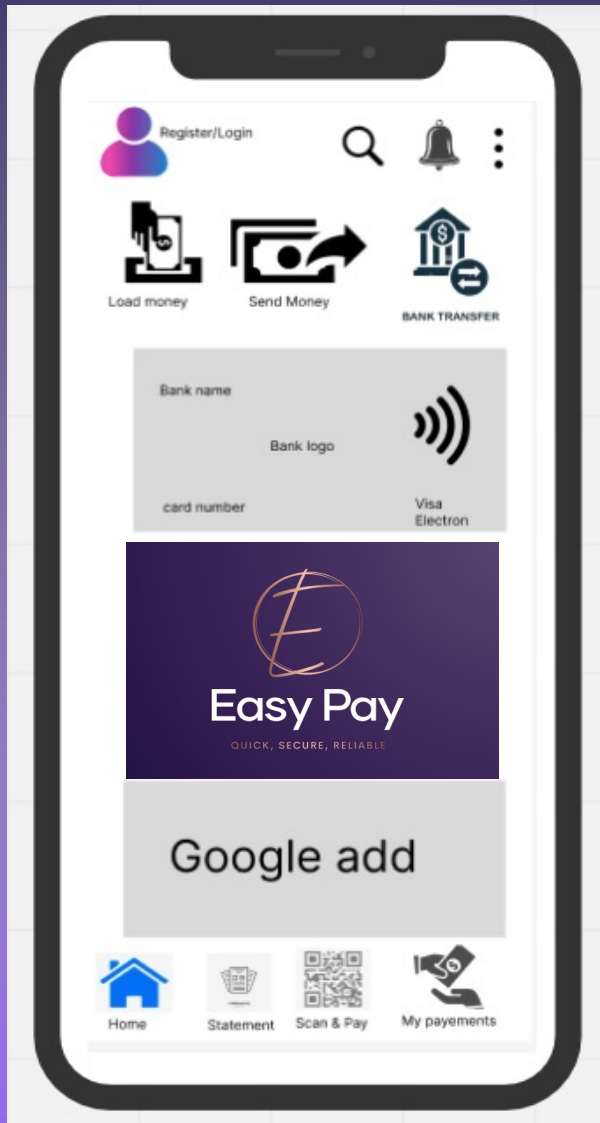 Register/Login
Load money
Send Money
BANK TRANSFER
Bank name
Bank logo
card number
Visa
Electron
E
Easy Pay
QUICK, SECURE, RELIABLE
Google add
Home
Statement
Scan & Pay
My payements